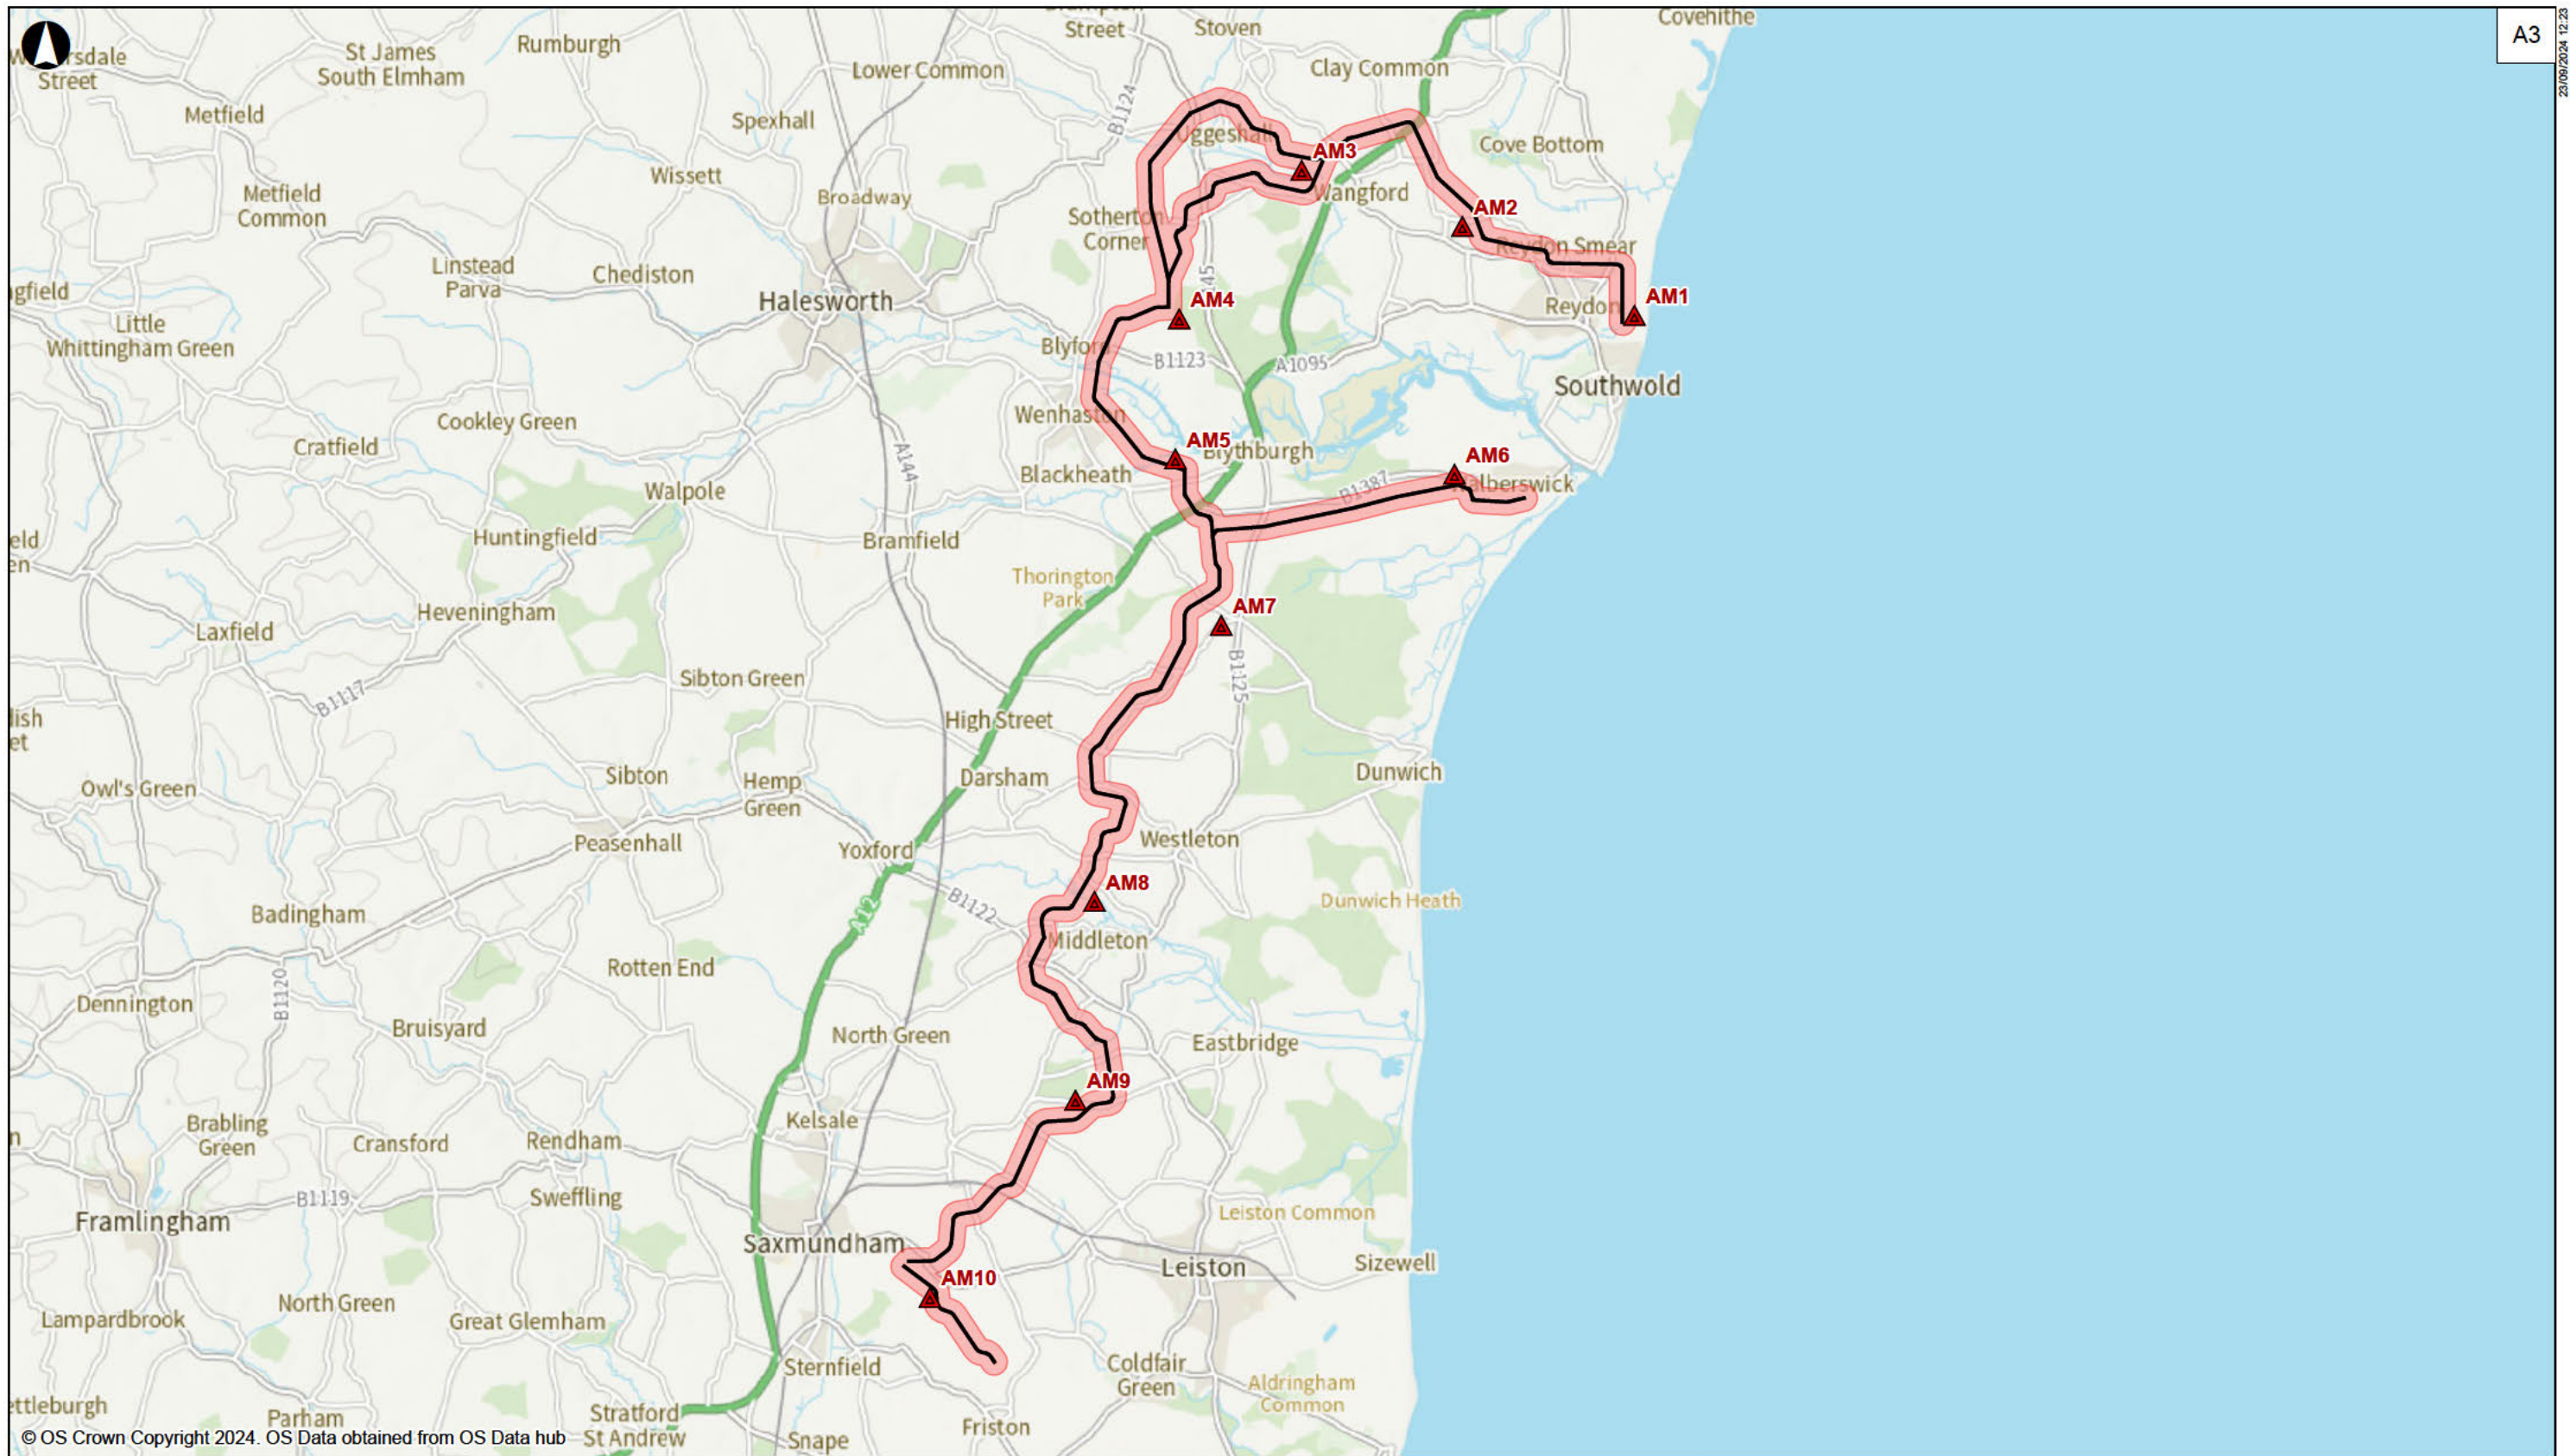 Covehithe
A3
23/09/2024 12:23
Street
Stoven
St James
South Elmham
Rumburgh
Street
Lower Common
Clay Common
Metfield
Spexhall
B1124
Uggeshall
Cove Bottom
AM3
Wissett
Metfield
Common
Broadway
Wangford
Sotherton
Corner
AM2
Reydon Smear
Linstead
Parva
Chediston
Halesworth
AM4
AM1
Reydon
Little
Whittingham Green
Blyford
B1123
A1095
Southwold
Cookley Green
Wenhaston
Cratfield
A144
AM5
Blythburgh
AM6
Blackheath
Walpole
B1387
Walberswick
Huntingfield
Bramfield
Thorington
Park
Heveningham
AM7
Laxfield
B1117
Sibton Green
B1125
High Street
Sibton
Hemp
Green
Darsham
Dunwich
Owl's Green
Peasenhall
Yoxford
Westleton
AM8
B1122
A12
Badingham
Dunwich Heath
Middleton
Rotten End
B1120
Dennington
Bruisyard
North Green
Eastbridge
AM9
Kelsale
Brabling
Green
Cransford
Rendham
B1119
Sweffling
Framlingham
Leiston Common
Saxmundham
Leiston
Sizewell
AM10
North Green
Lampardbrook
Great Glemham
Sternfield
Coldfair
Green
Aldringham
Common
Parham
Stratford
St Andrew
Friston
Snape
© OS Crown Copyright 2024. OS Data obtained from OS Data hub